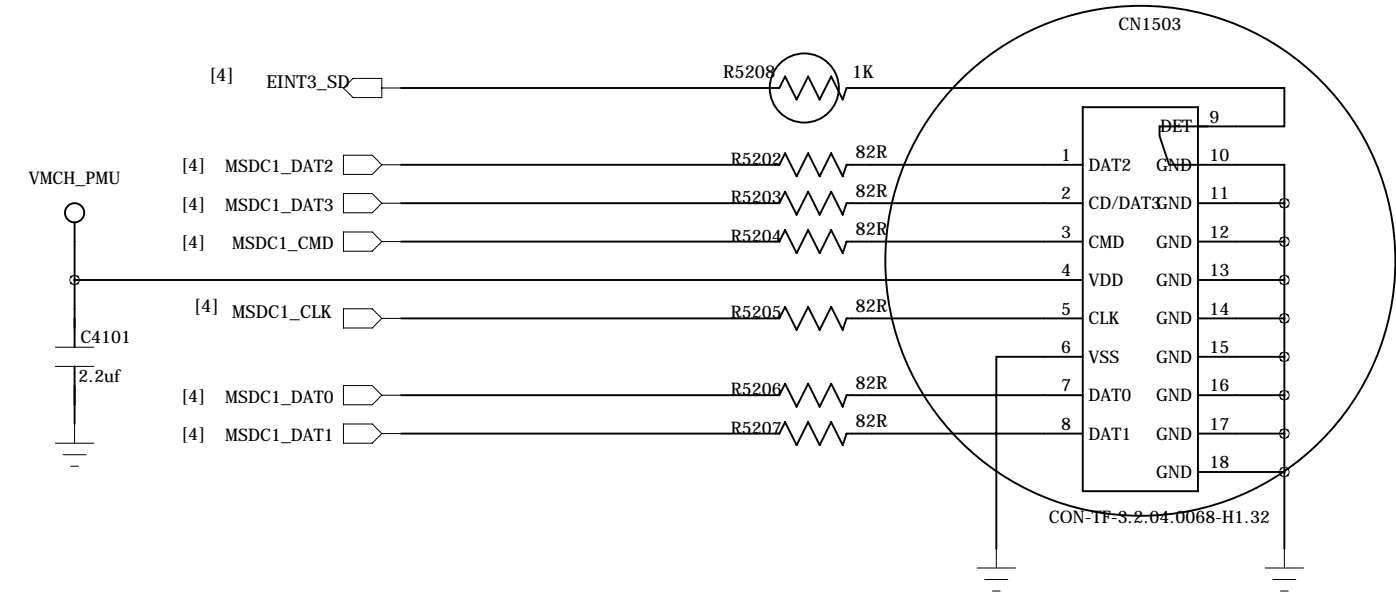 CN1503
[4] EINT3_SD R5208 1K
DET 9
[4] MSDC1_DAT2 R5202 82R 1 DAT2 GND 10
VMCH_PMU
[4] MSDC1_DAT3 R5203 82R 2 CD/DAT3 GND 11
[4] MSDC1_CMD R5204 82R 3 CMD GND 12
4 VDD GND 13
[4] MSDC1_CLK R5205 82R 5 CLK GND 14
C4101
6 VSS GND 15
2.2uf
[4] MSDC1_DAT0 R5206 82R 7 DAT0 GND 16
[4] MSDC1_DAT1 R5207 82R 8 DAT1 GND 17
GND 18
CON-TF-3.2.04.0068-H1.32